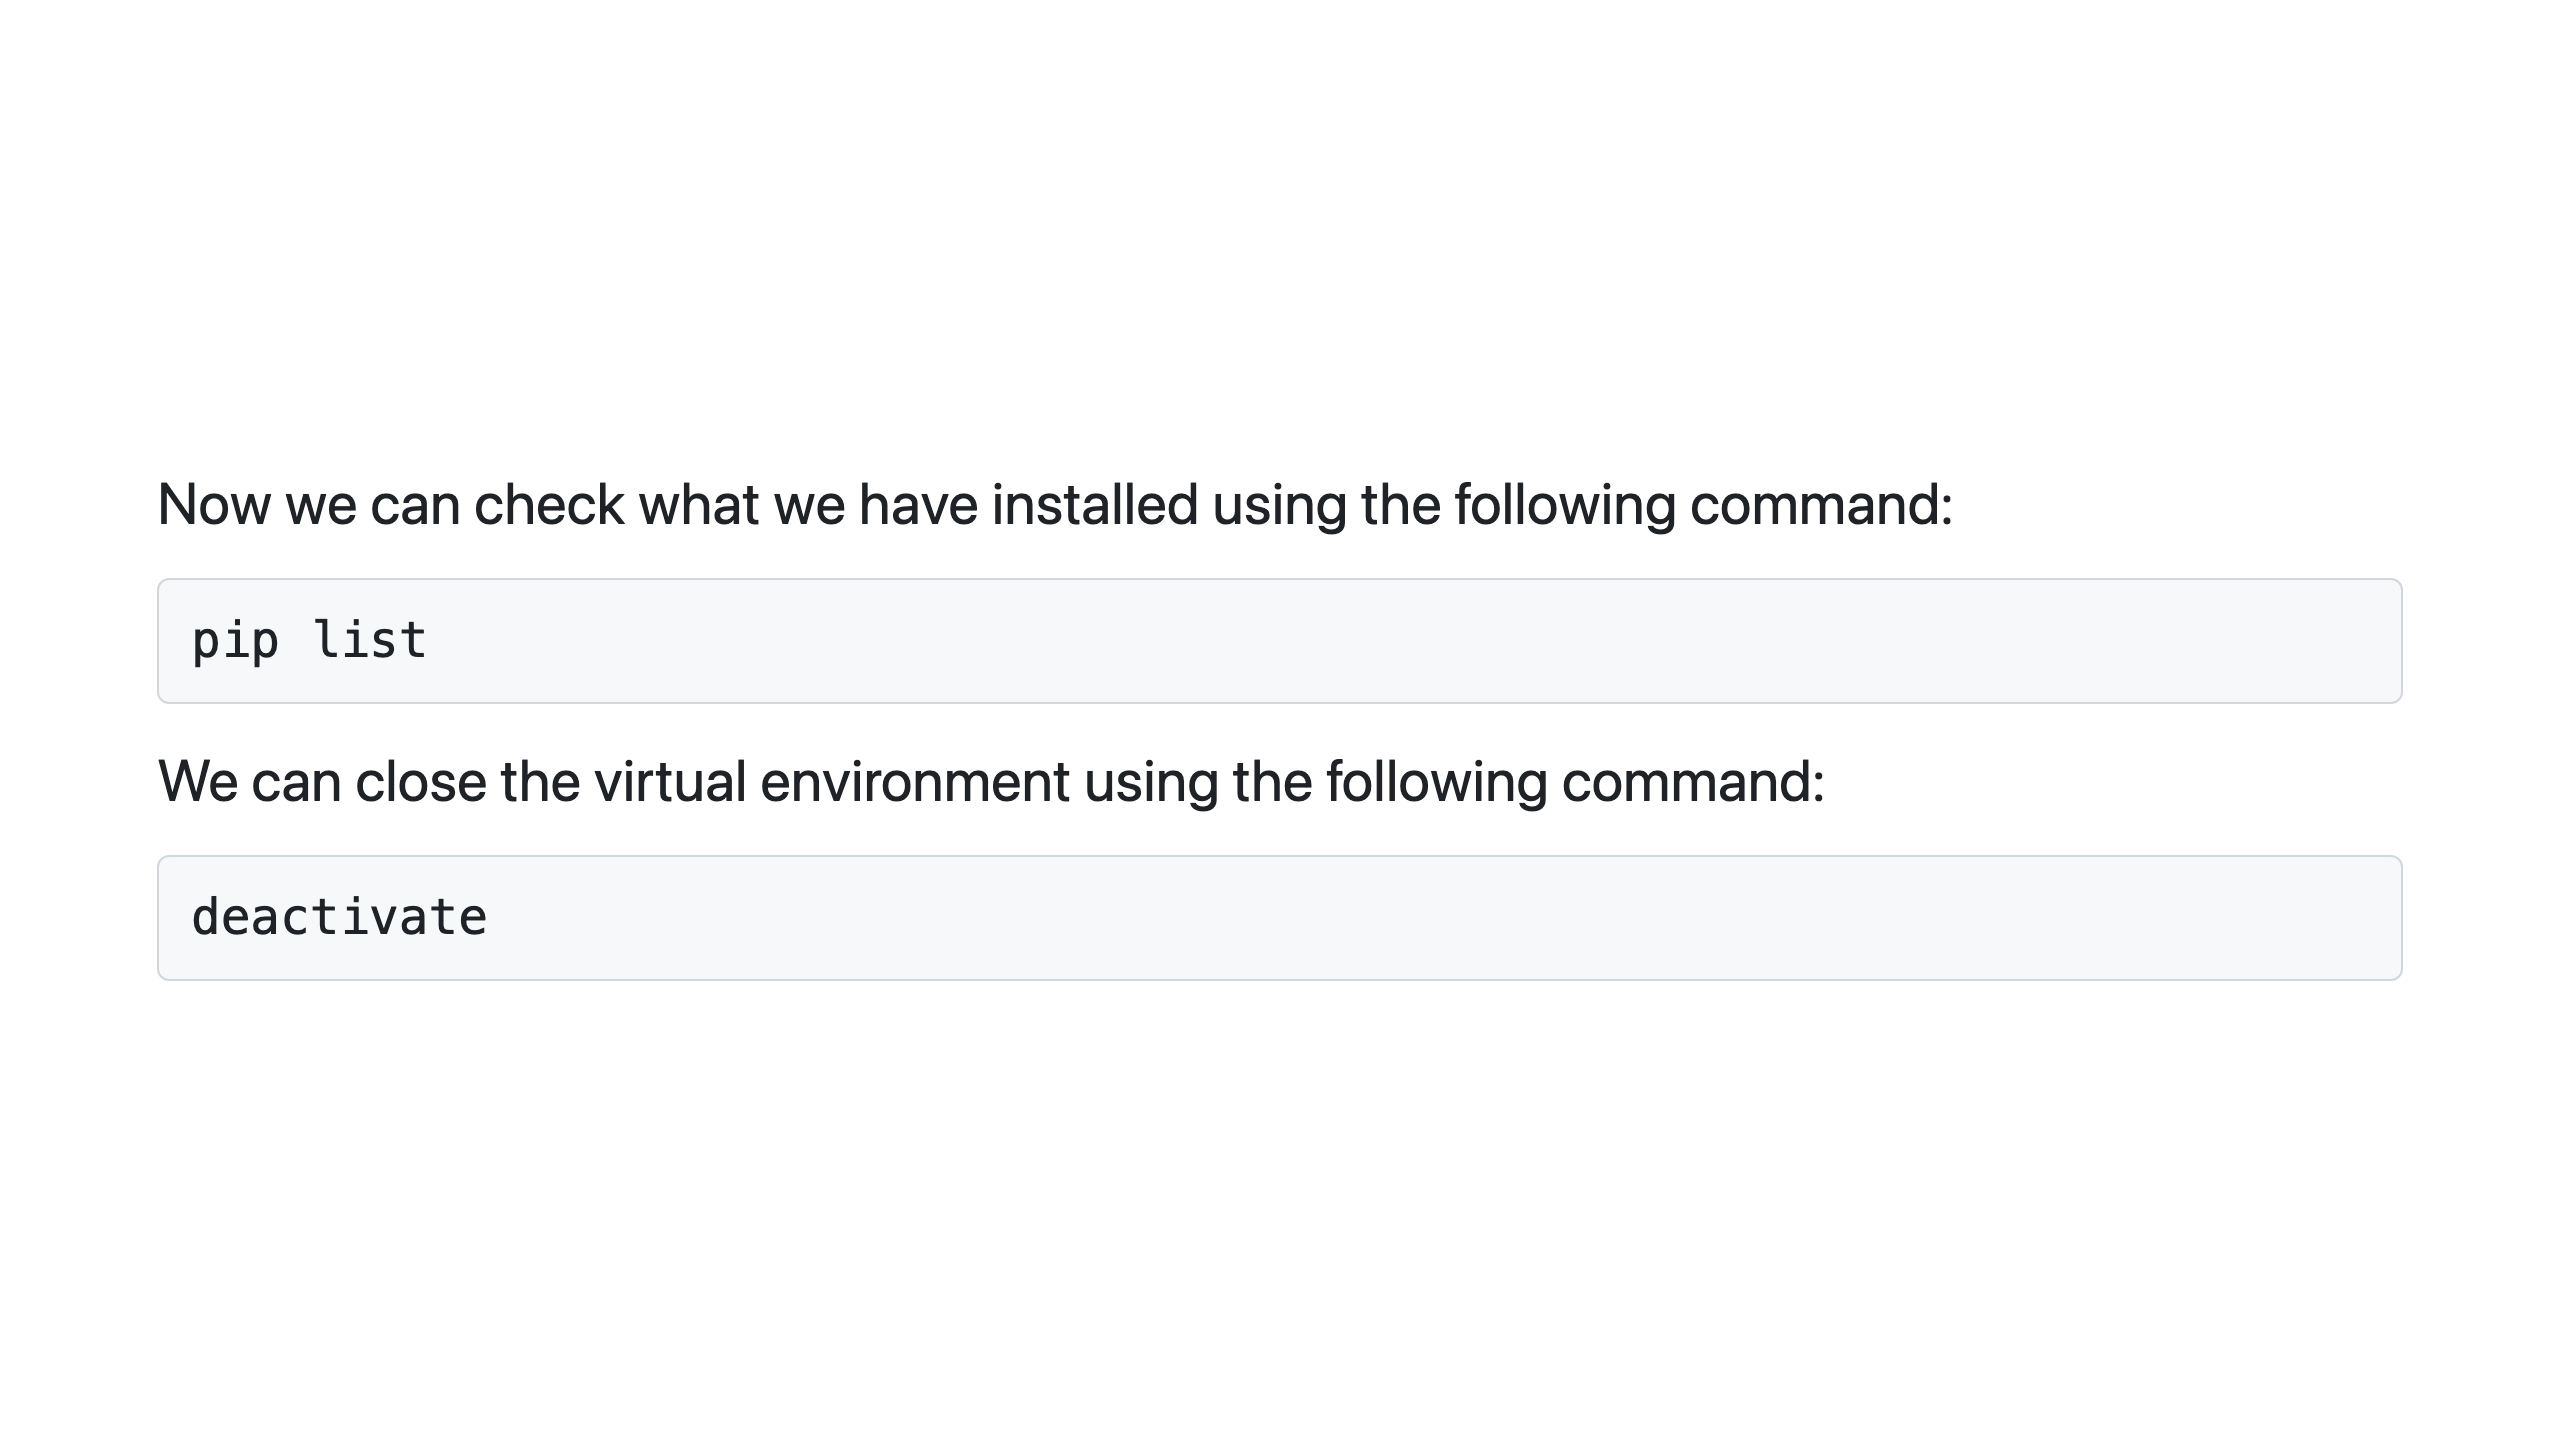 Now we can check what we have installed using the following command:
pip list
We can close the virtual environment using the following command:
deactivate